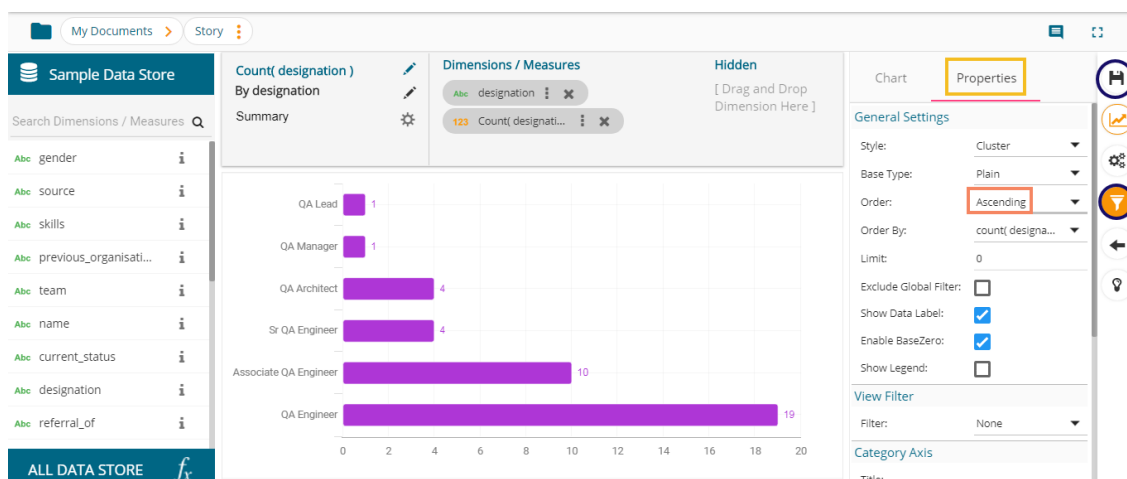 My Documents
Story
Sample Data Store
Search Dimensions / Measures
Abc gender i
Abc source i
Abc skills i
Abc previous_organisati... i
Abc team i
Abc name i
Abc current_status i
Abc designation i
Abc referral_of i
ALL DATA STORE fx
Count( designation )
By designation
Summary
Dimensions / Measures
Abc designation
123 Count( designati...
Hidden
[ Drag and Drop
Dimension Here ]
QA Lead 1
QA Manager 1
QA Architect 4
Sr QA Engineer 4
Associate QA Engineer 10
QA Engineer 19
0 2 4 6 8 10 12 14 16 18 20
Chart Properties
General Settings
Style: Cluster
Base Type: Plain
Order: Ascending
Order By: count( designa...
Limit: 0
Exclude Global Filter:
Show Data Label:
Enable BaseZero:
Show Legend:
View Filter
Filter: None
Category Axis
Title: